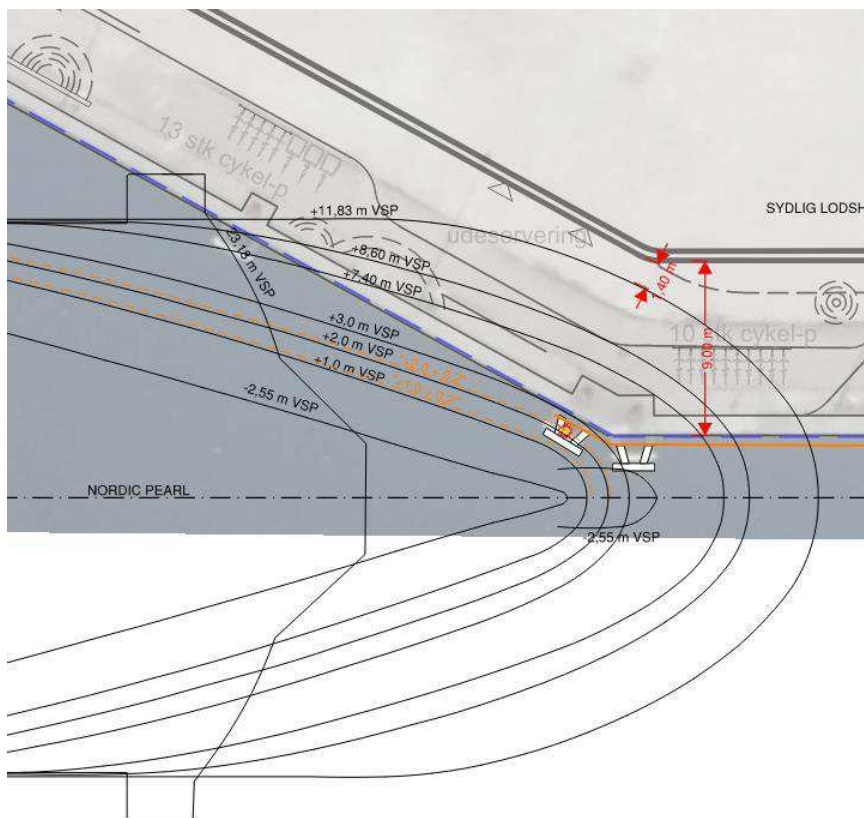 13 stk cykel-p
+11,83 m VSP
SYDLIG LODSH
udeservering
23,18 m VSP
+8,60 m VSP
+7,40 m VSP
1,40 m
+3,0 m VSP
+2,0 m VSP
+1,0 m VSP
10 stk cykel-p
9,00 m
-2,55 m VSP
NORDIC PEARL
-2,55 m VSP